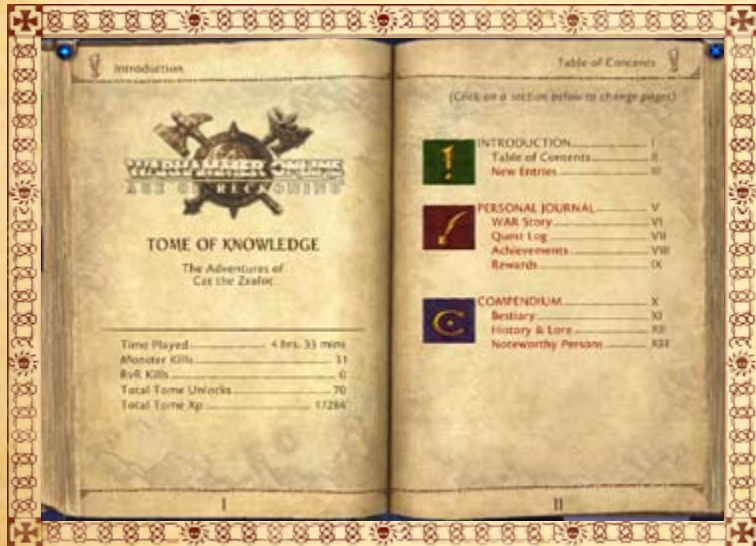 Introduction
WARHAMMER ONLINE
AGE OF RECKONING
TOME OF KNOWLEDGE
The Adventures of
Cat the Zealot
Time Played 4 hrs. 33 mins
Monster Kills 31
RvR Kills 0
Total Tome Unlocks 70
Total Tome Xp 1/284
I
Table of Contents
(Click on a section below to change pages)
INTRODUCTION I
Table of Contents II
New Entries III
PERSONAL JOURNAL V
WAR Story VI
Quest Log VII
Achievements VIII
Rewards IX
COMPENDIUM X
Bestiary XI
History & Lore XII
Noteworthy Persons XIII
II